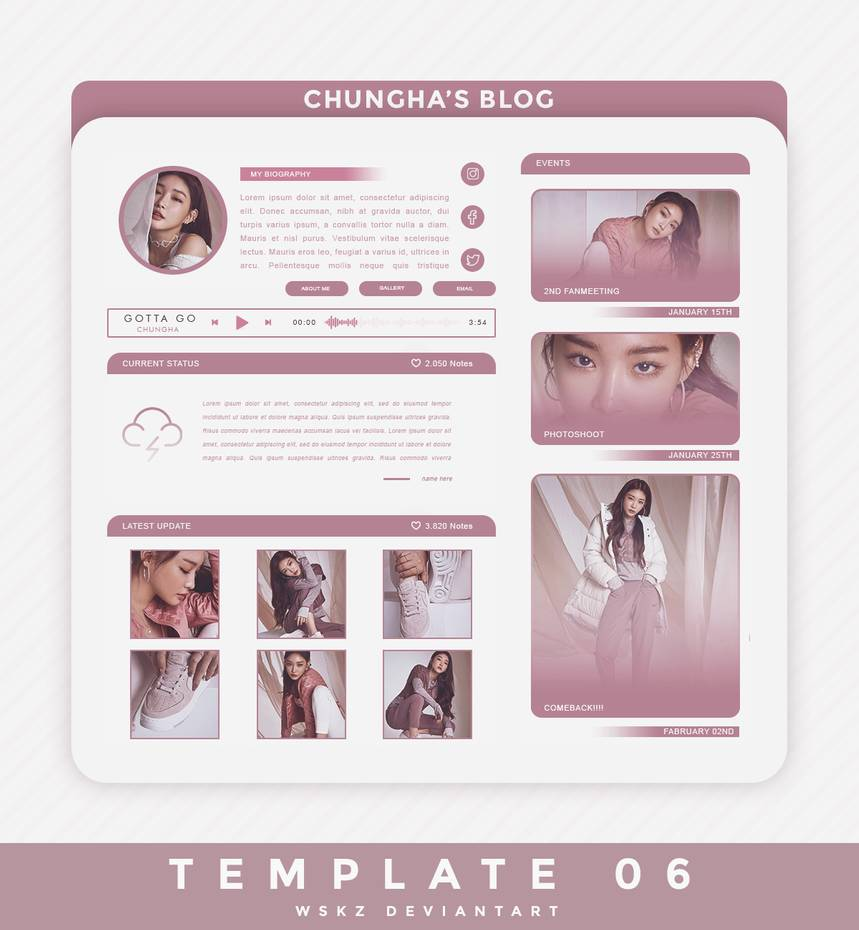 CHUNGHA'S BLOG
MY BIOGRAPHY
Lorem ipsum dolor sit amet, consectetur adipiscing
elit. Donec accumsan, nibh at gravida auctor, dui
turpis varius ipsum, a convallis tortor nulla a diam.
Mauris et nisl purus. Vestibulum vitae scelerisque
lectus. Mauris eros leo, feugiat a varius id, ultrices in
arcu. Pellentesque mollis neque quis tristique
ABOUT ME
GALLERY
EMAIL
GOTTA GO
CHUNGHA
00:00
3:54
CURRENT STATUS
2.050 Notes
Lorem ipsum dolor sit amet, consectetur adipiscing elit, sed do eiusmod tempor
incididunt ut labore et dolore magna aliqua. Quis ipsum suspendisse ultrices gravida.
Risus commodo viverra maecenas accumsan lacus vel facilisis. Lorem ipsum dolor sit
amet, consectetur adipiscing elit, sed do eiusmod tempor incididunt ut labore et dolore
magna aliqua. Quis ipsum suspendisse ultrices gravida. Risus commodo viverra
name here
LATEST UPDATE
3.820 Notes
EVENTS
2ND FANMEETING
JANUARY 15TH
PHOTOSHOOT
JANUARY 25TH
COMEBACK!!!!
FABRUARY 02ND
TEMPLATE 06
WSKZ DEVIANTART